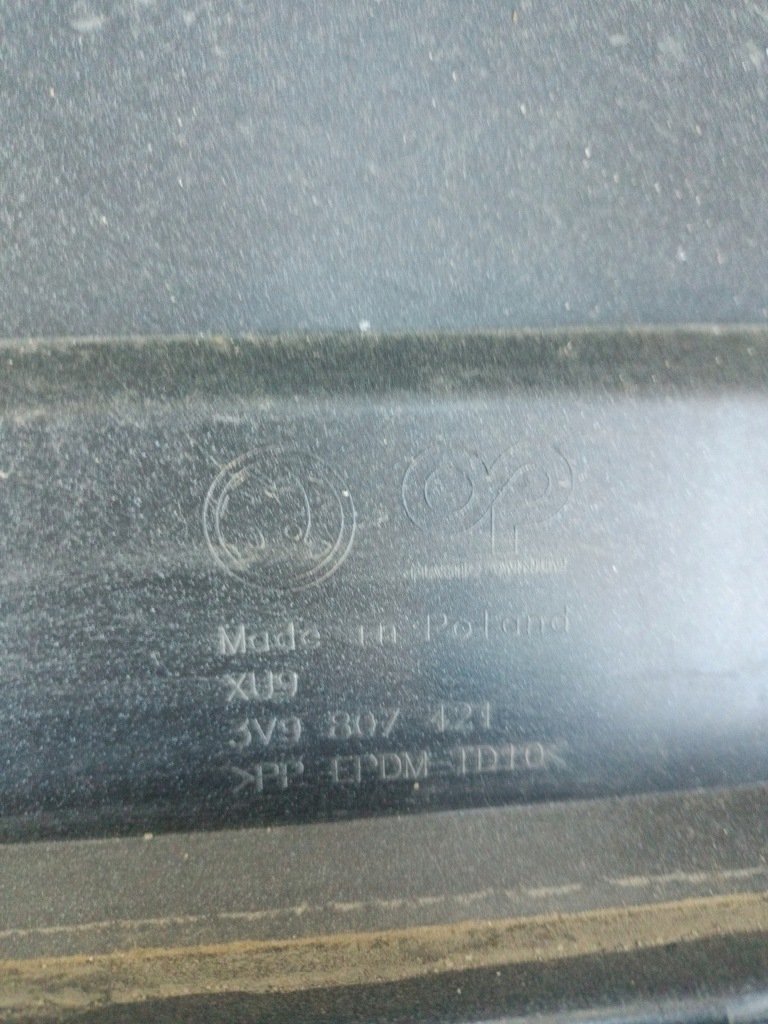 Made in Poland
XU9
3V9 807 421
>PP EPDM-TD10<